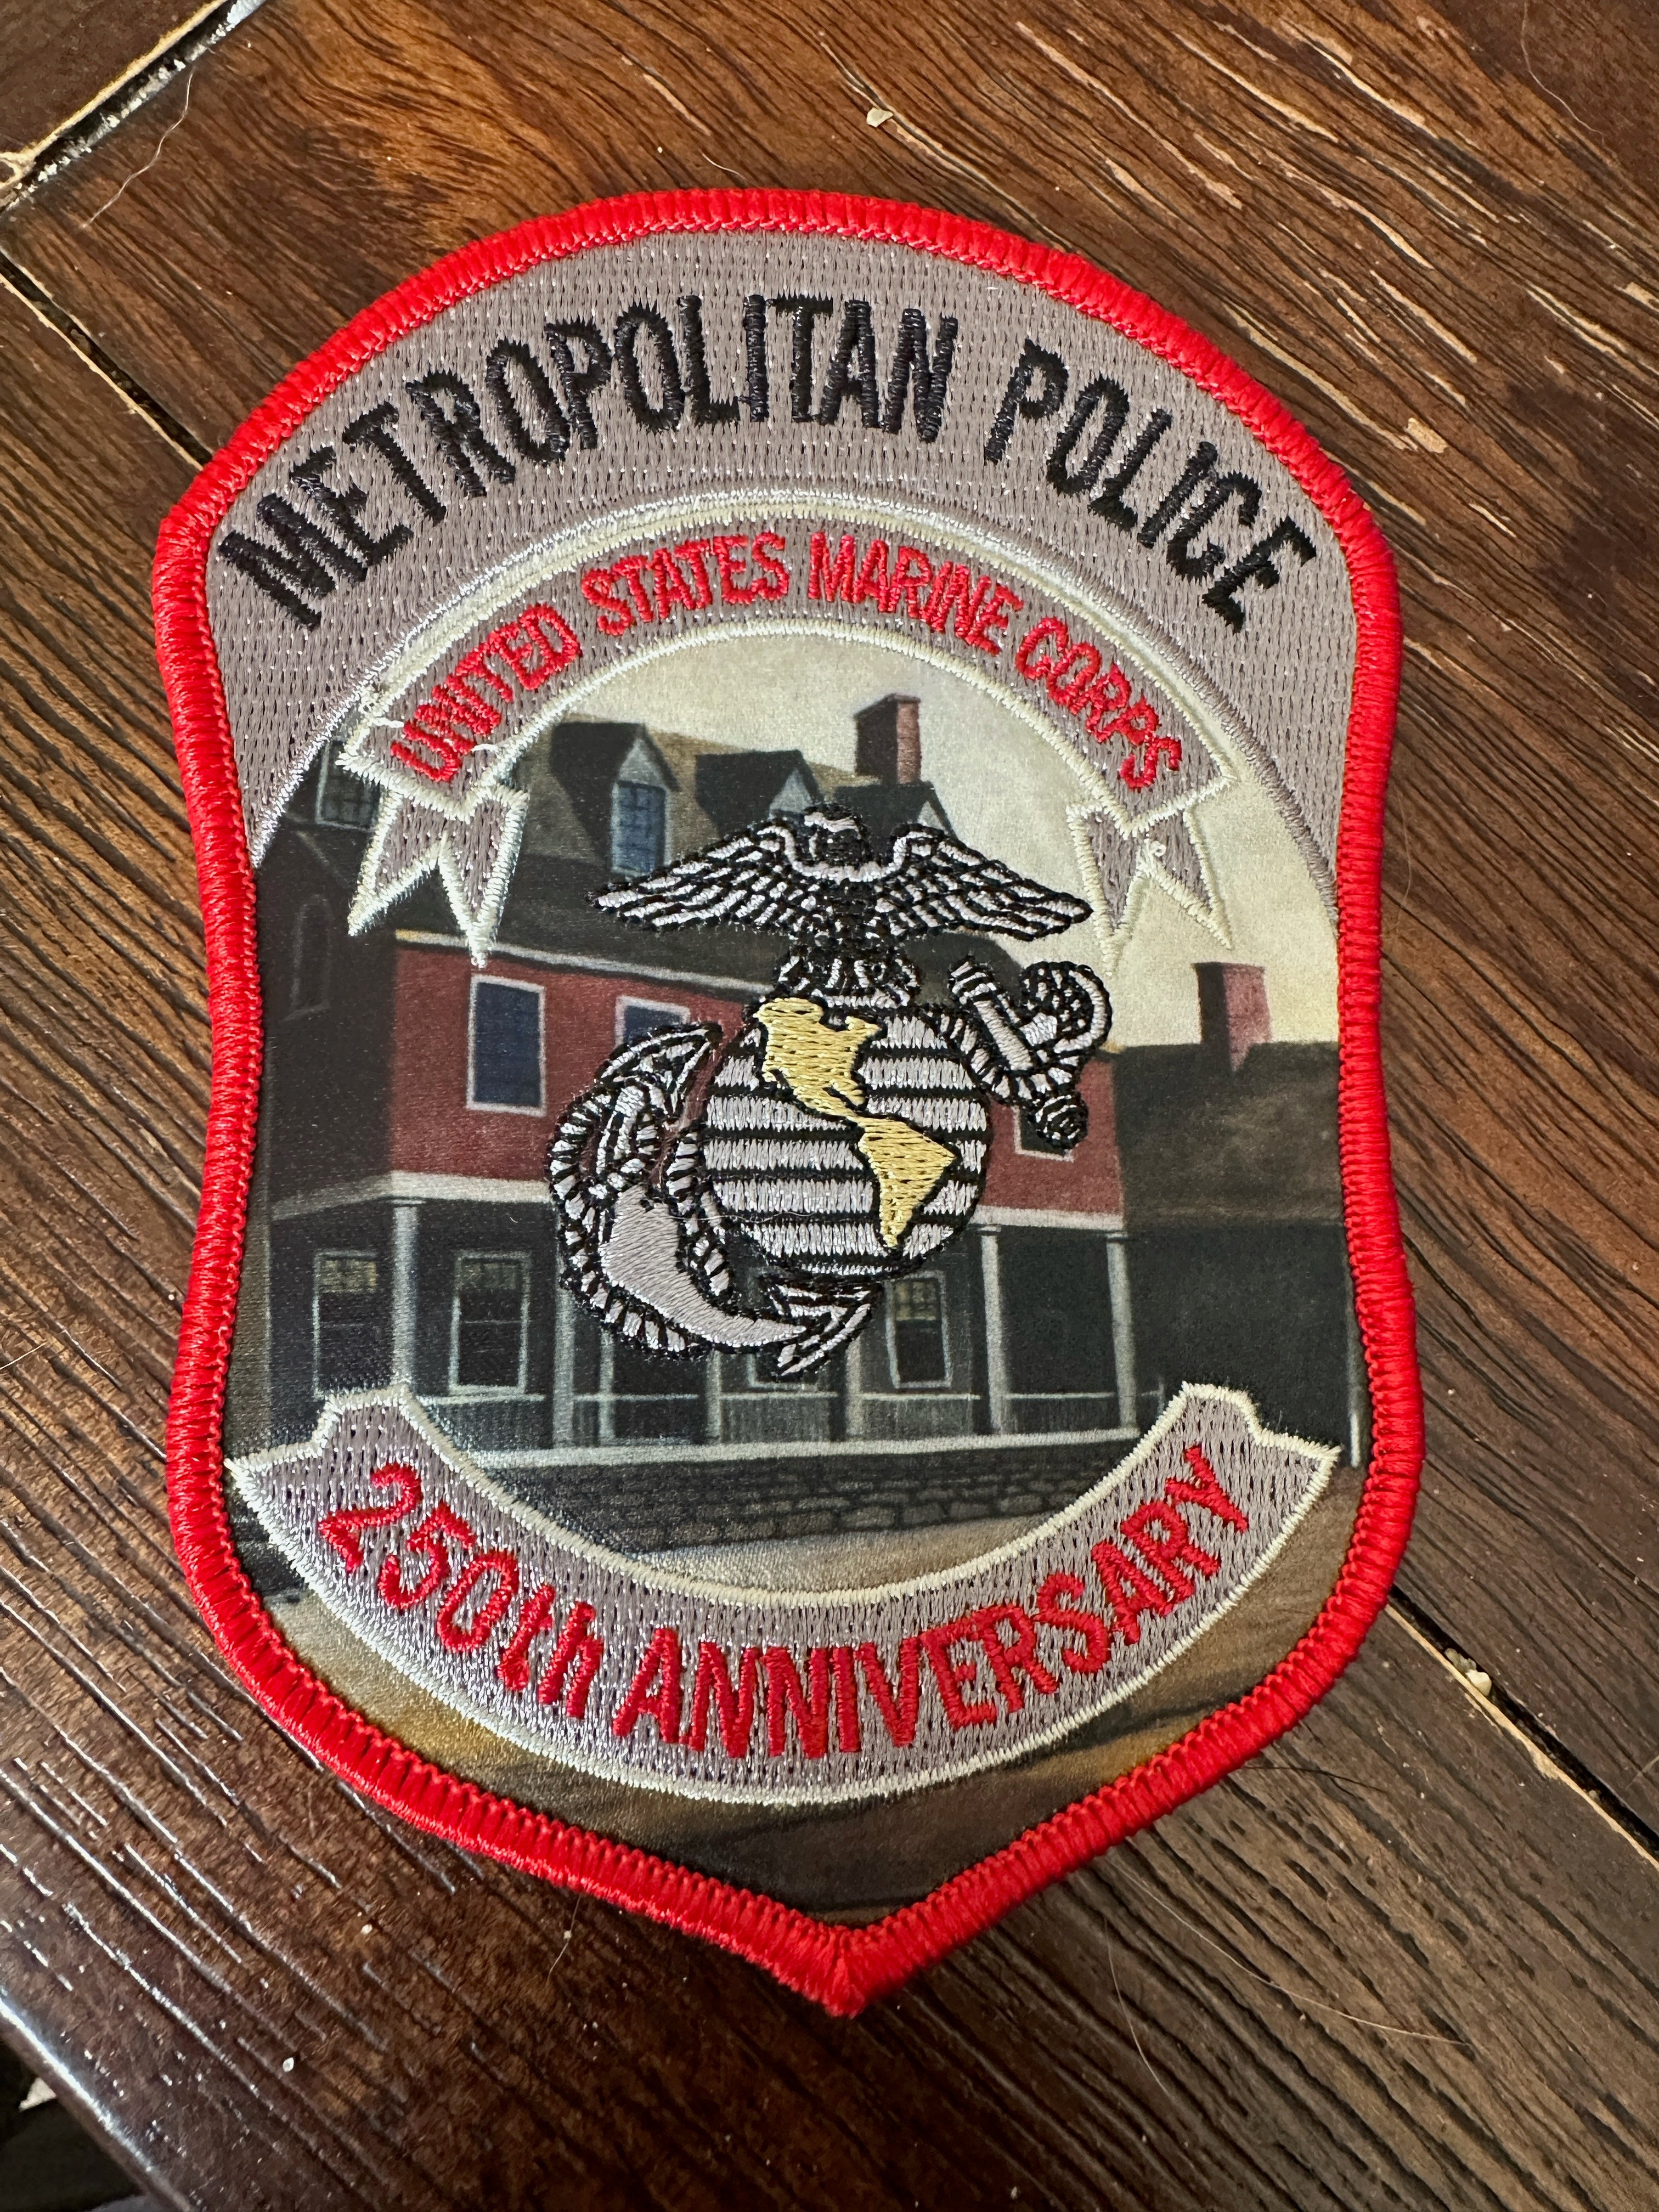 METROPOLITAN POLICE
UNITED STATES MARINE CORPS
250th ANNIVERSARY